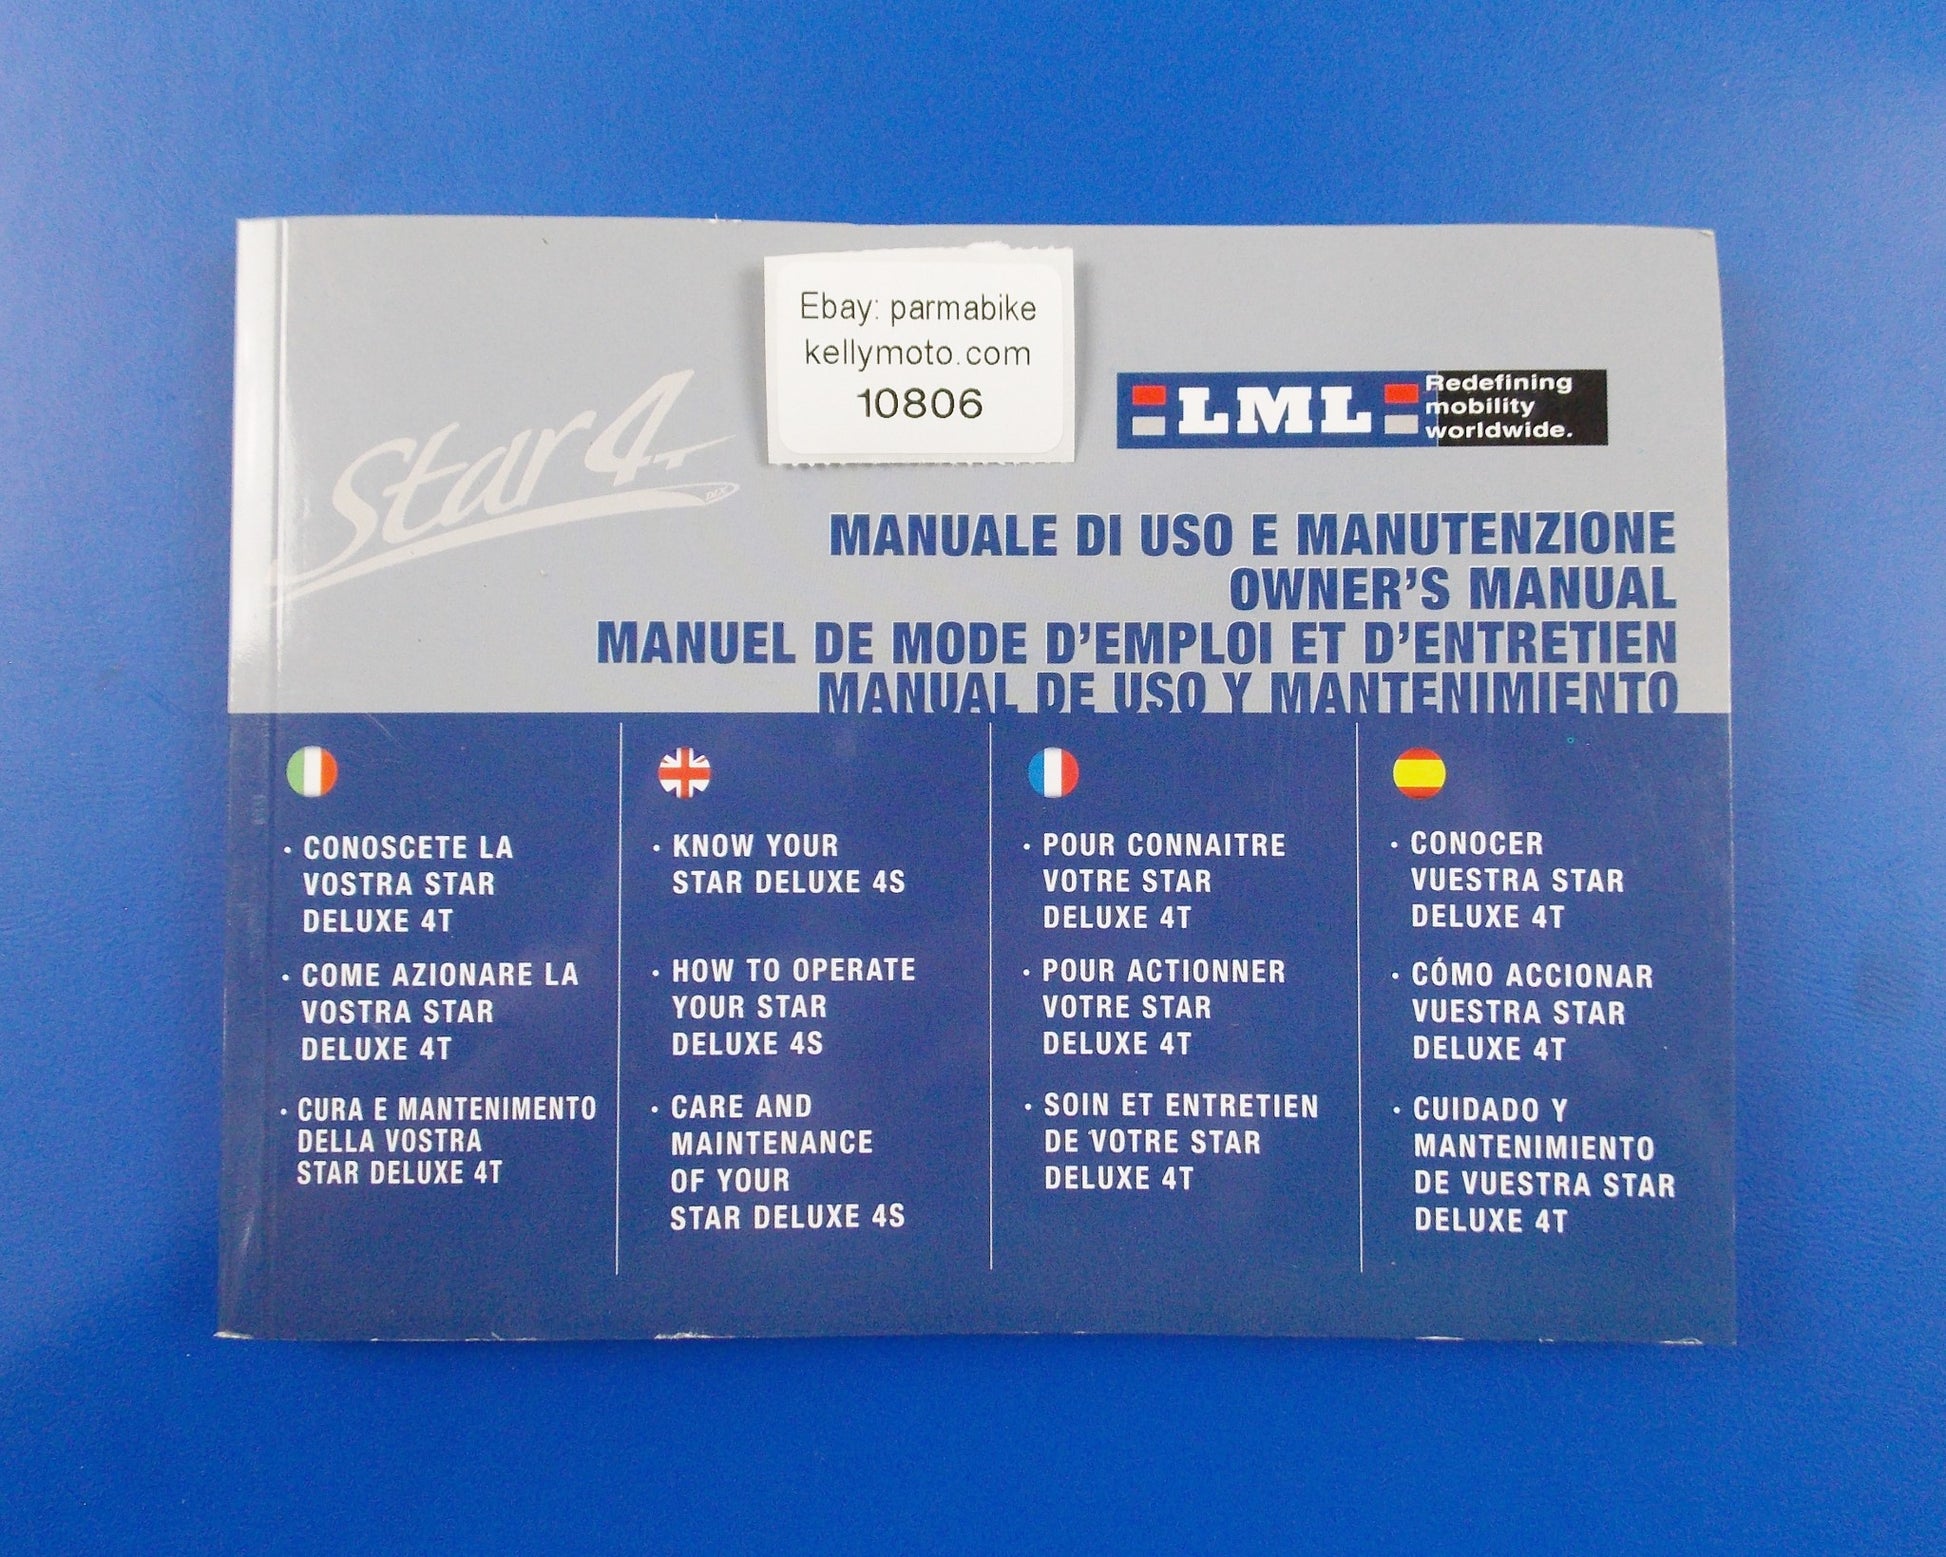 Ebay: parmabike
kellymoto.com
10806
Star 4T
DLX
LML
Redefining
mobility
worldwide.
MANUALE DI USO E MANUTENZIONE
OWNER'S MANUAL
MANUEL DE MODE D'EMPLOI ET D'ENTRETIEN
MANUAL DE USO Y MANTENIMIENTO
· CONOSCETE LA
VOSTRA STAR
DELUXE 4T
· COME AZIONARE LA
VOSTRA STAR
DELUXE 4T
· CURA E MANTENIMENTO
DELLA VOSTRA
STAR DELUXE 4T
· KNOW YOUR
STAR DELUXE 4S
· HOW TO OPERATE
YOUR STAR
DELUXE 4S
· CARE AND
MAINTENANCE
OF YOUR
STAR DELUXE 4S
· POUR CONNAITRE
VOTRE STAR
DELUXE 4T
· POUR ACTIONNER
VOTRE STAR
DELUXE 4T
· SOIN ET ENTRETIEN
DE VOTRE STAR
DELUXE 4T
· CONOCER
VUESTRA STAR
DELUXE 4T
· CÓMO ACCIONAR
VUESTRA STAR
DELUXE 4T
· CUIDADO Y
MANTENIMIENTO
DE VUESTRA STAR
DELUXE 4T